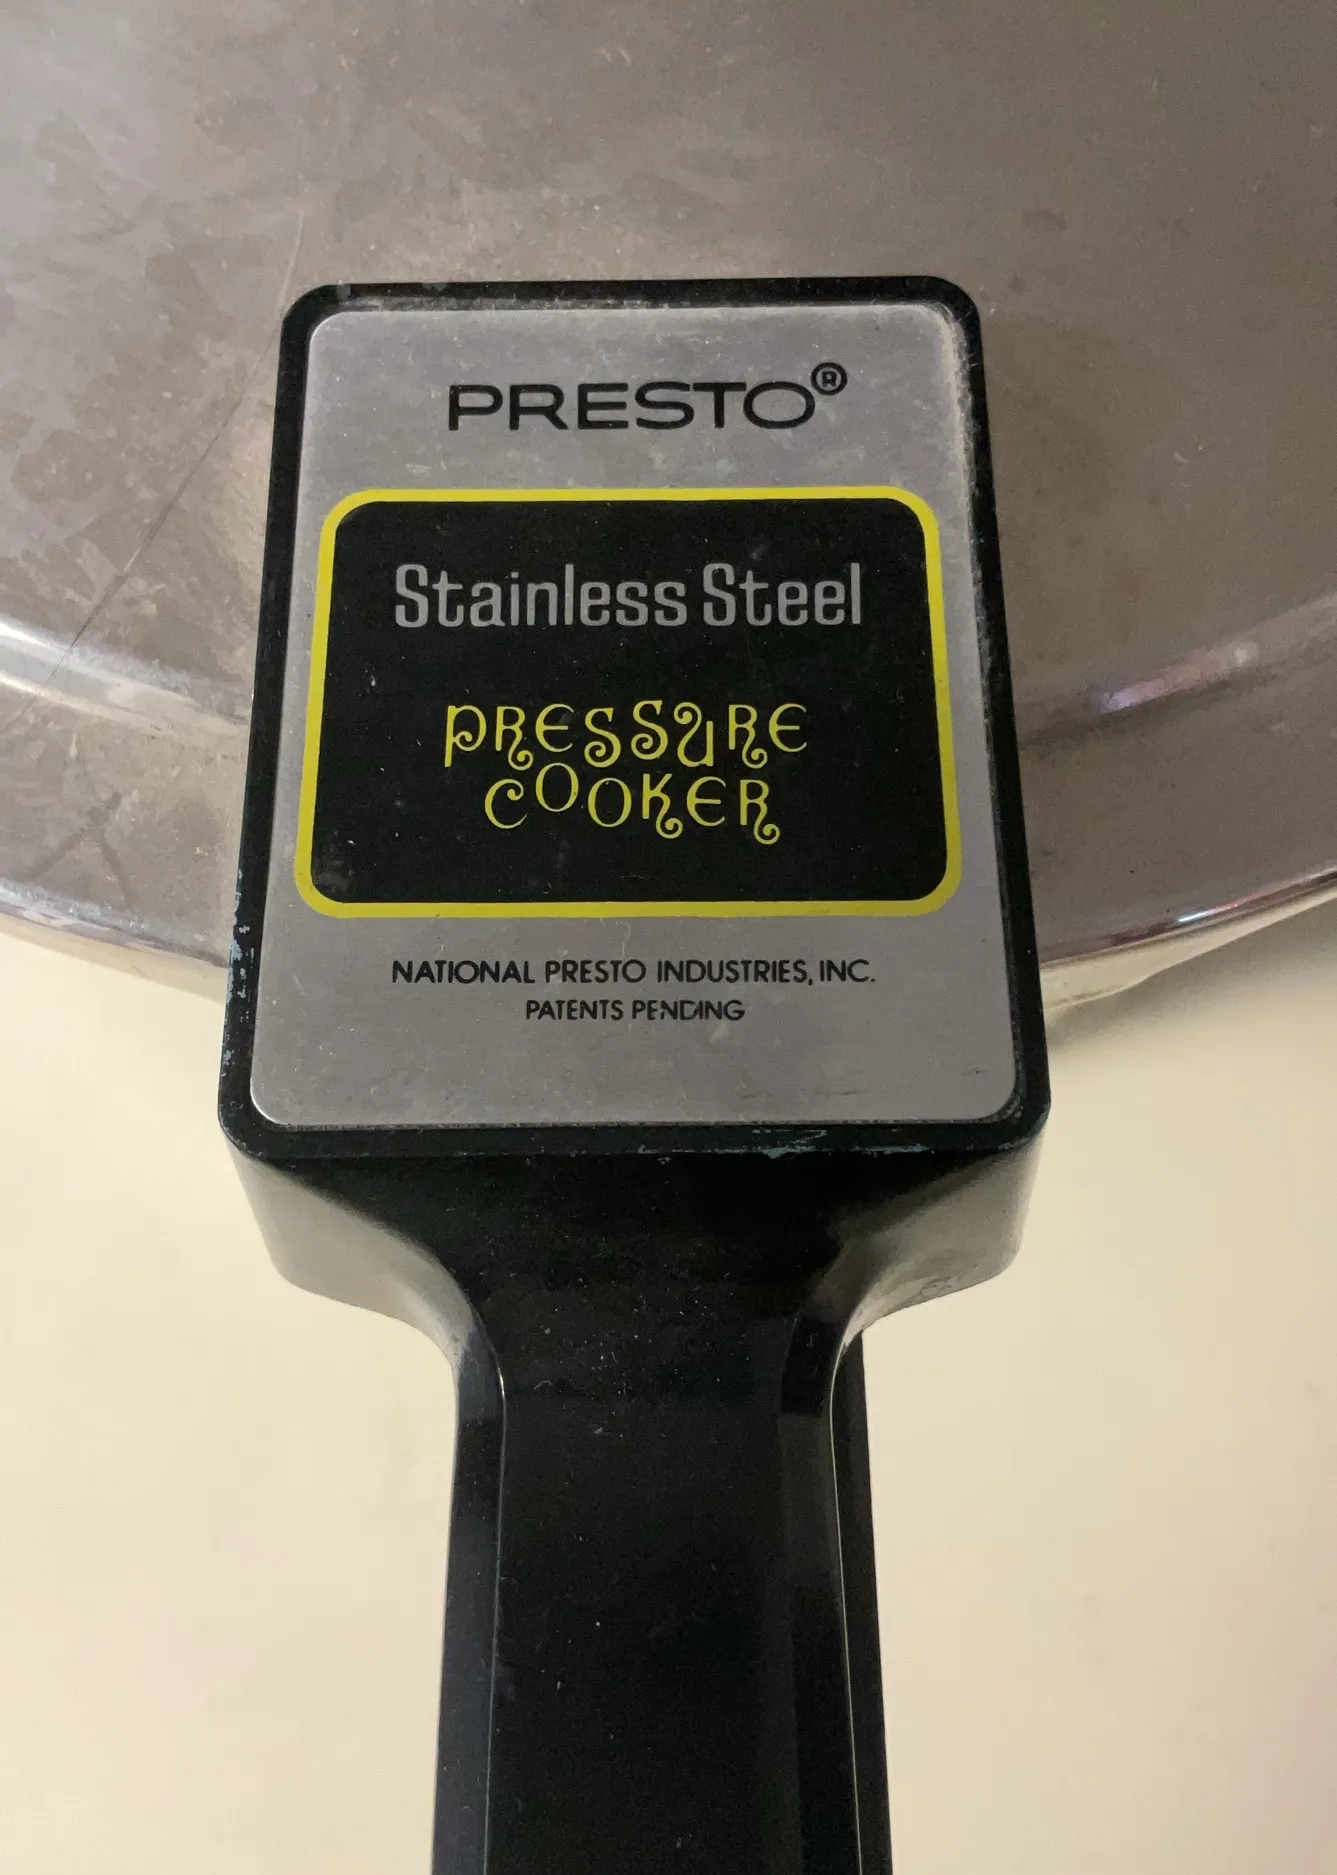 PRESTO®
Stainless Steel
PRESSURE
COOKER
NATIONAL PRESTO INDUSTRIES, INC.
PATENTS PENDING